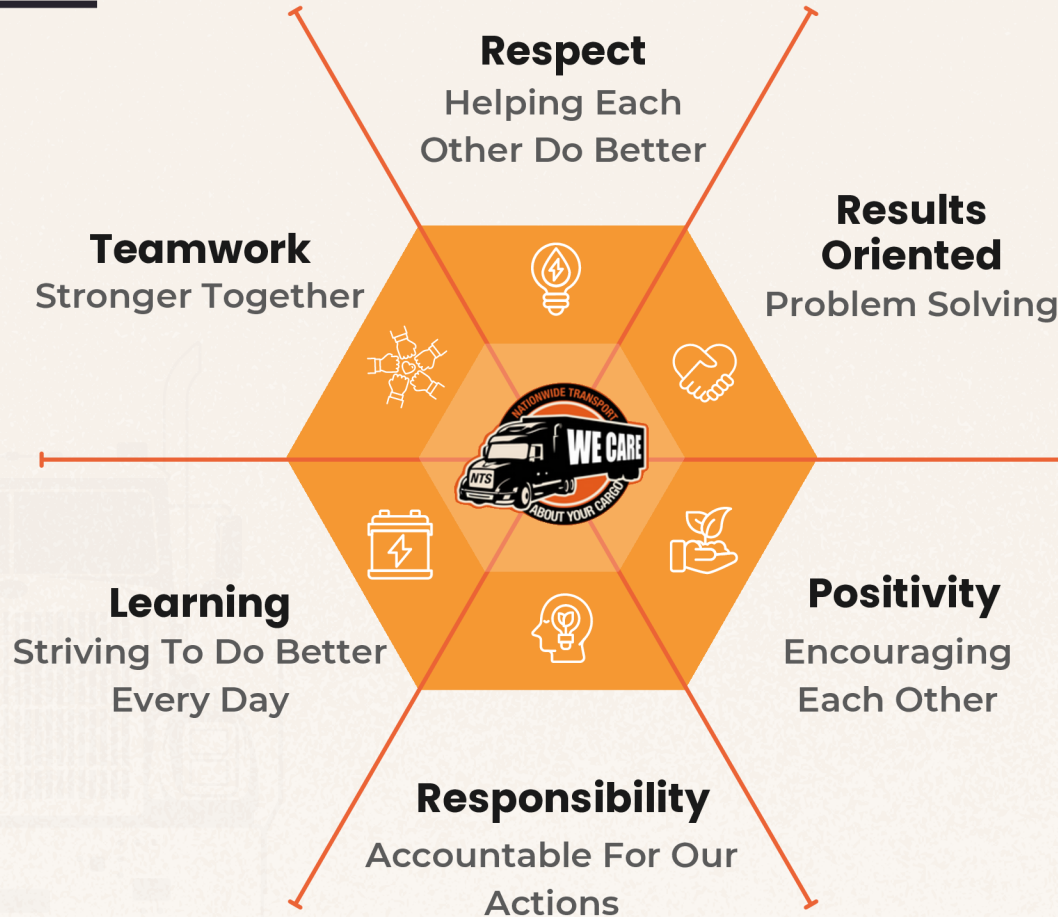 Respect
Helping Each
Other Do Better
Results
Oriented
Problem Solving
Teamwork
Stronger Together
NATIONWIDE TRANSPORT
WE CARE
NTS
ABOUT YOUR CARGO
Learning
Striving To Do Better
Every Day
Positivity
Encouraging
Each Other
Responsibility
Accountable For Our
Actions